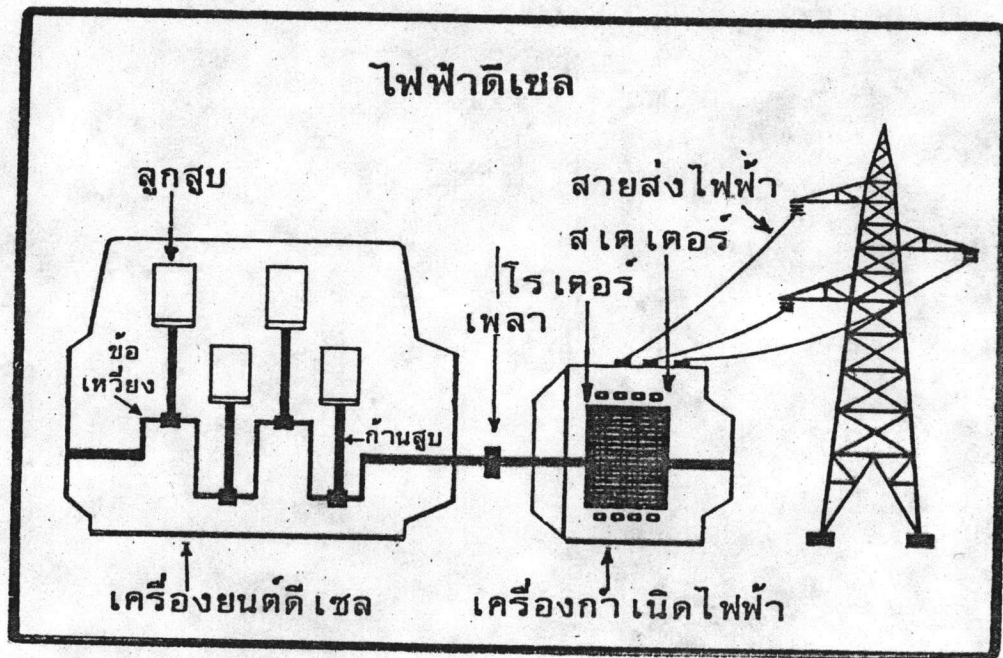 ไฟฟ้าดีเซล
ลูกสูบ
สายส่งไฟฟ้า
สเตเตอร์
โรเตอร์
เพลา
ข้อ
เหวี่ยง
ก้านสูบ
เครื่องยนต์ดีเซล
เครื่องกำเนิดไฟฟ้า